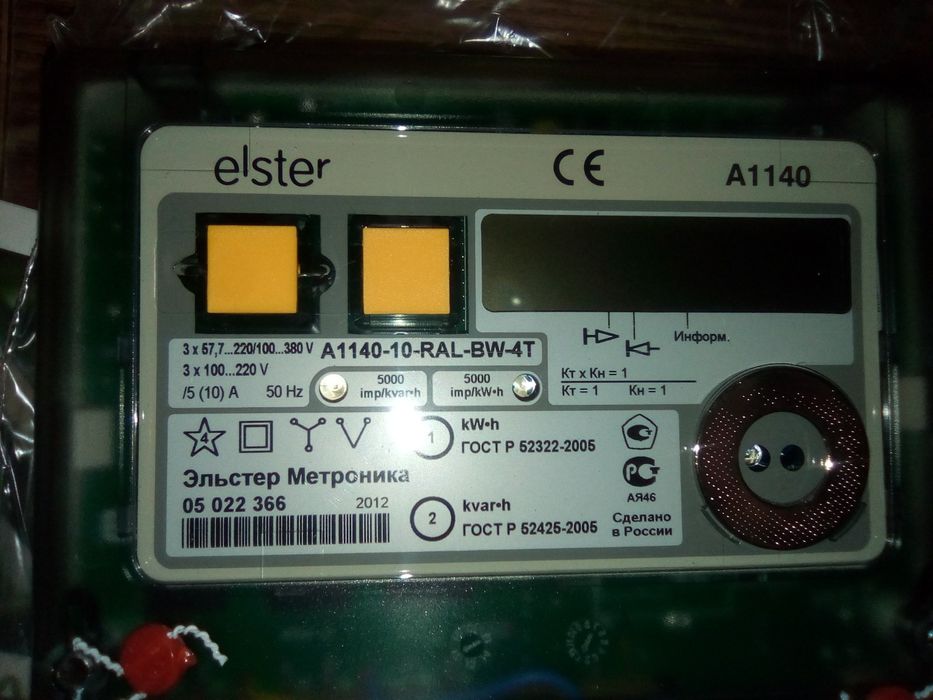 elster
CE
A1140
Информ.
3 x 57,7...220/100...380 V
3 x 100...220 V
/5 (10) A 50 Hz
A1140-10-RAL-BW-4T
5000
imp/kvar•h
5000
imp/kW•h
Кт x Кн = 1
Кт = 1 Кн = 1
4
1
kW•h
ГОСТ Р 52322-2005
Эльстер Метроника
05 022 366
2012
2
kvar•h
ГОСТ Р 52425-2005
АЯ46
Сделано
в России